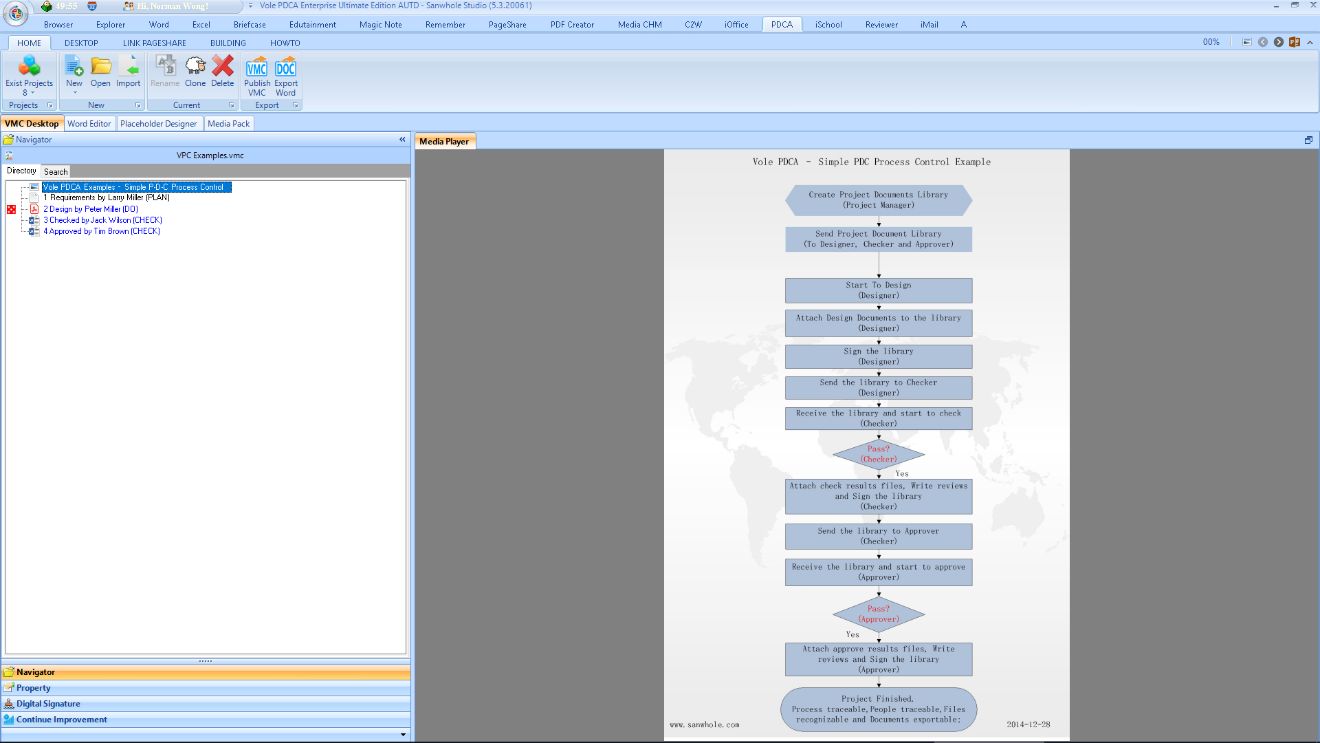 49:55
Hi, Norman Wong!
Vole PDCA Enterprise Ultimate Edition AUTD - Sanwhole Studio (5.3.20061)
Browser Explorer Word Excel Briefcase Edutainment Magic Note Remember PageShare PDF Creator Media CHM C2W iOffice PDCA iSchool Reviewer iMail A
HOME DESKTOP LINK PAGESHARE BUILDING HOWTO 00%
Exist Projects
8
New Open Import Rename Clone Delete
Publish
VMC
Export
Word
Projects New Current Export
VMC Desktop Word Editor Placeholder Designer Media Pack
Navigator
VPC Examples.vmc
Directory Search
Vole PDCA Examples - Simple P-D-C Process Control
1 Requirements by Larry Miller (PLAN)
2 Design by Peter Miller (DO)
3 Checked by Jack Wilson (CHECK)
4 Approved by Tim Brown (CHECK)
Navigator
Property
Digital Signature
Continue Improvement
Media Player
Vole PDCA – Simple PDC Process Control Example
Create Project Documents Library
(Project Manager)
Send Project Document Library
(To Designer, Checker and Approver)
Start To Design
(Designer)
Attach Design Documents to the library
(Designer)
Sign the library
(Designer)
Send the library to Checker
(Designer)
Receive the library and start to check
(Checker)
Pass?
(Checker)
Yes
Attach check results files, Write reviews
and Sign the library
(Checker)
Send the library to Approver
(Checker)
Receive the library and start to approve
(Approver)
Pass?
(Approver)
Yes
Attach approve results files, Write
reviews and Sign the library
(Approver)
Project Finished.
Process traceable, People traceable, Files
recognizable and Documents exportable;
www.sanwhole.com 2014-12-28